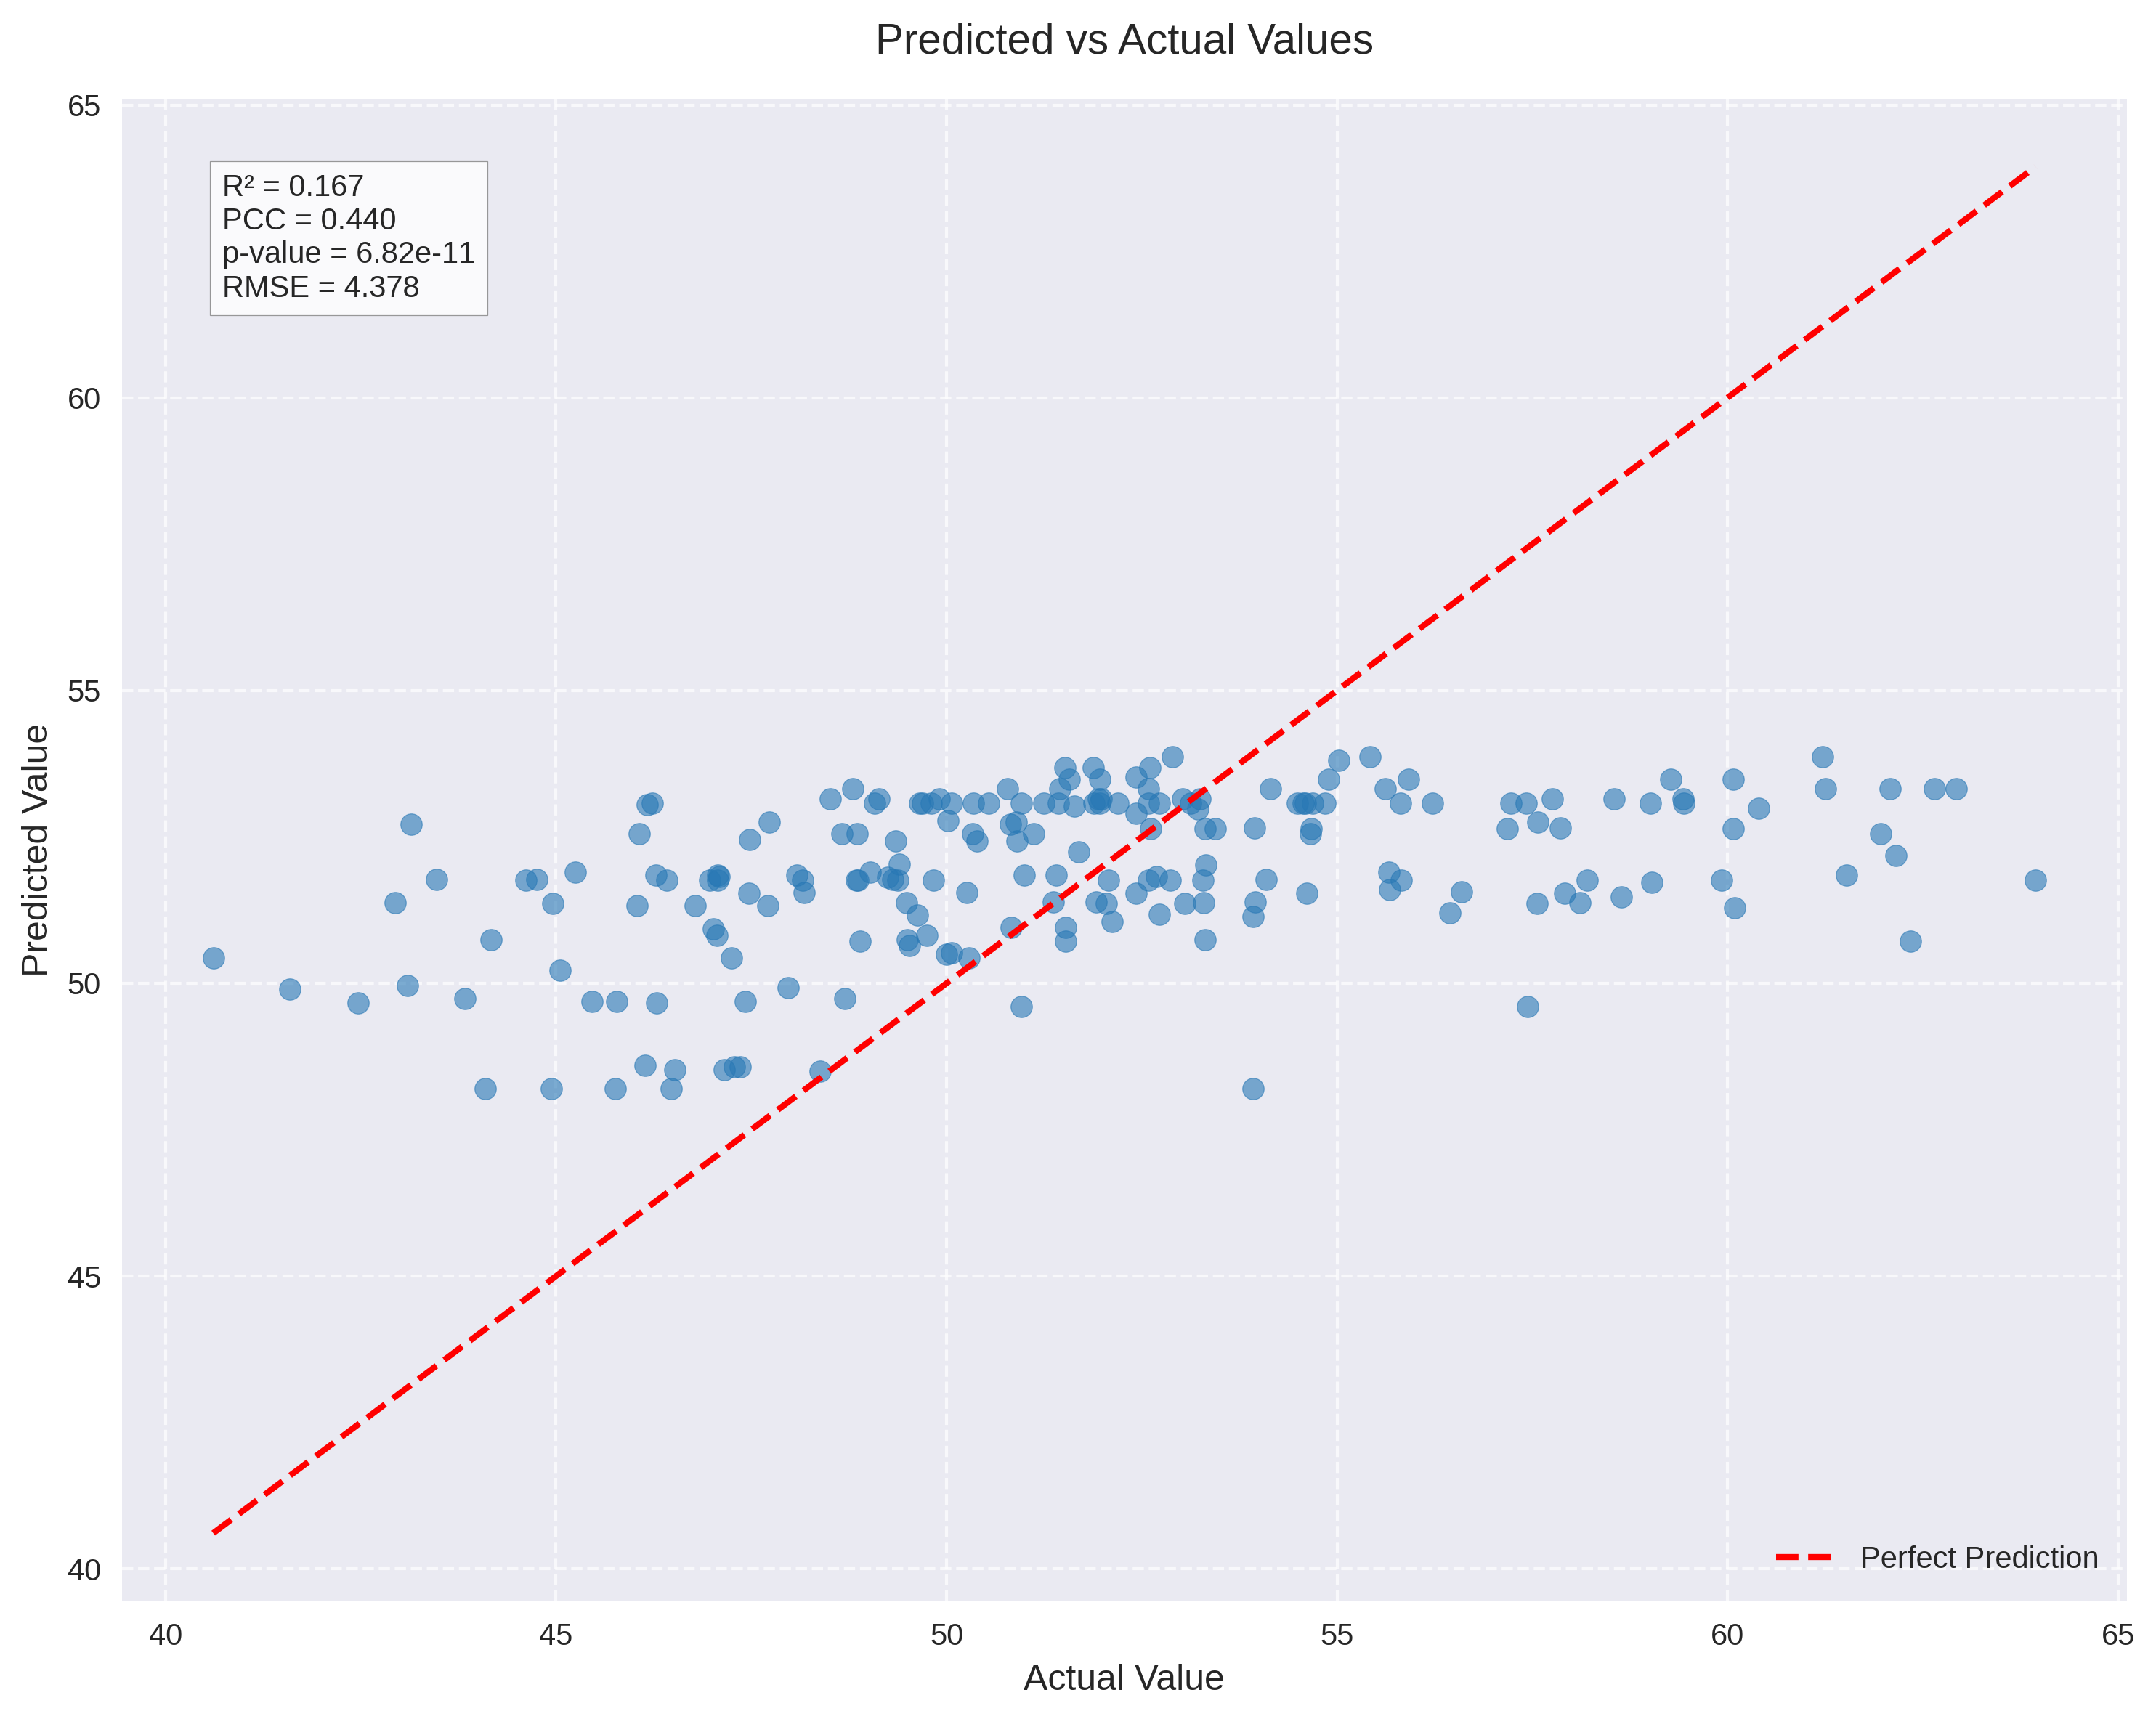 Predicted vs Actual Values
65
60
55
50
45
40
Predicted Value
R² = 0.167
PCC = 0.440
p-value = 6.82e-11
RMSE = 4.378
Perfect Prediction
40 45 50 55 60 65
Actual Value